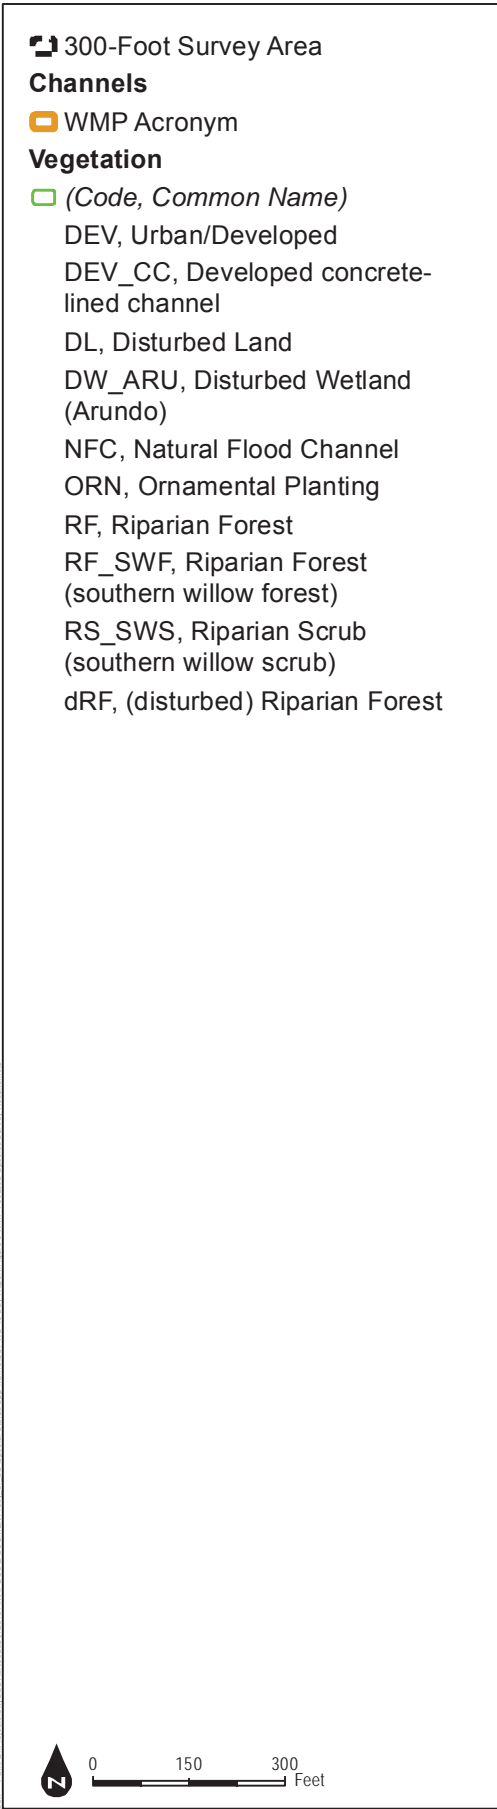 300-Foot Survey Area
Channels
WMP Acronym
Vegetation
(Code, Common Name)
DEV, Urban/Developed
DEV_CC, Developed concrete-
lined channel
DL, Disturbed Land
DW_ARU, Disturbed Wetland
(Arundo)
NFC, Natural Flood Channel
ORN, Ornamental Planting
RF, Riparian Forest
RF_SWF, Riparian Forest
(southern willow forest)
RS_SWS, Riparian Scrub
(southern willow scrub)
dRF, (disturbed) Riparian Forest
N
0 150 300
Feet